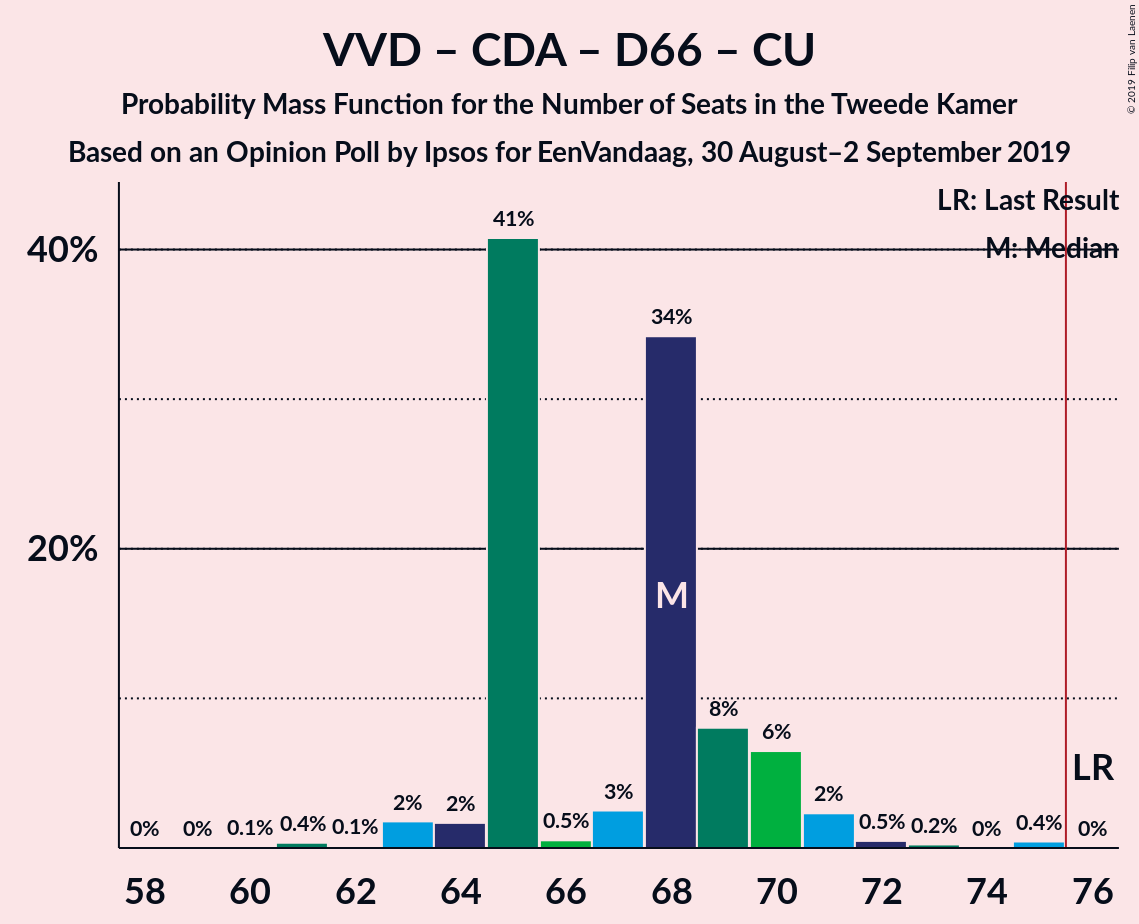 VVD – CDA – D66 – CU
Probability Mass Function for the Number of Seats in the Tweede Kamer
Based on an Opinion Poll by Ipsos for EenVandaag, 30 August–2 September 2019
© 2019 Filip van Laenen
LR: Last Result
M: Median
40%
20%
0% 0% 0.1% 0.4% 0.1% 2% 2% 41% 0.5% 3% 34% 8% 6% 2% 0.5% 0.2% 0% 0.4% 0%
M
LR
58 60 62 64 66 68 70 72 74 76